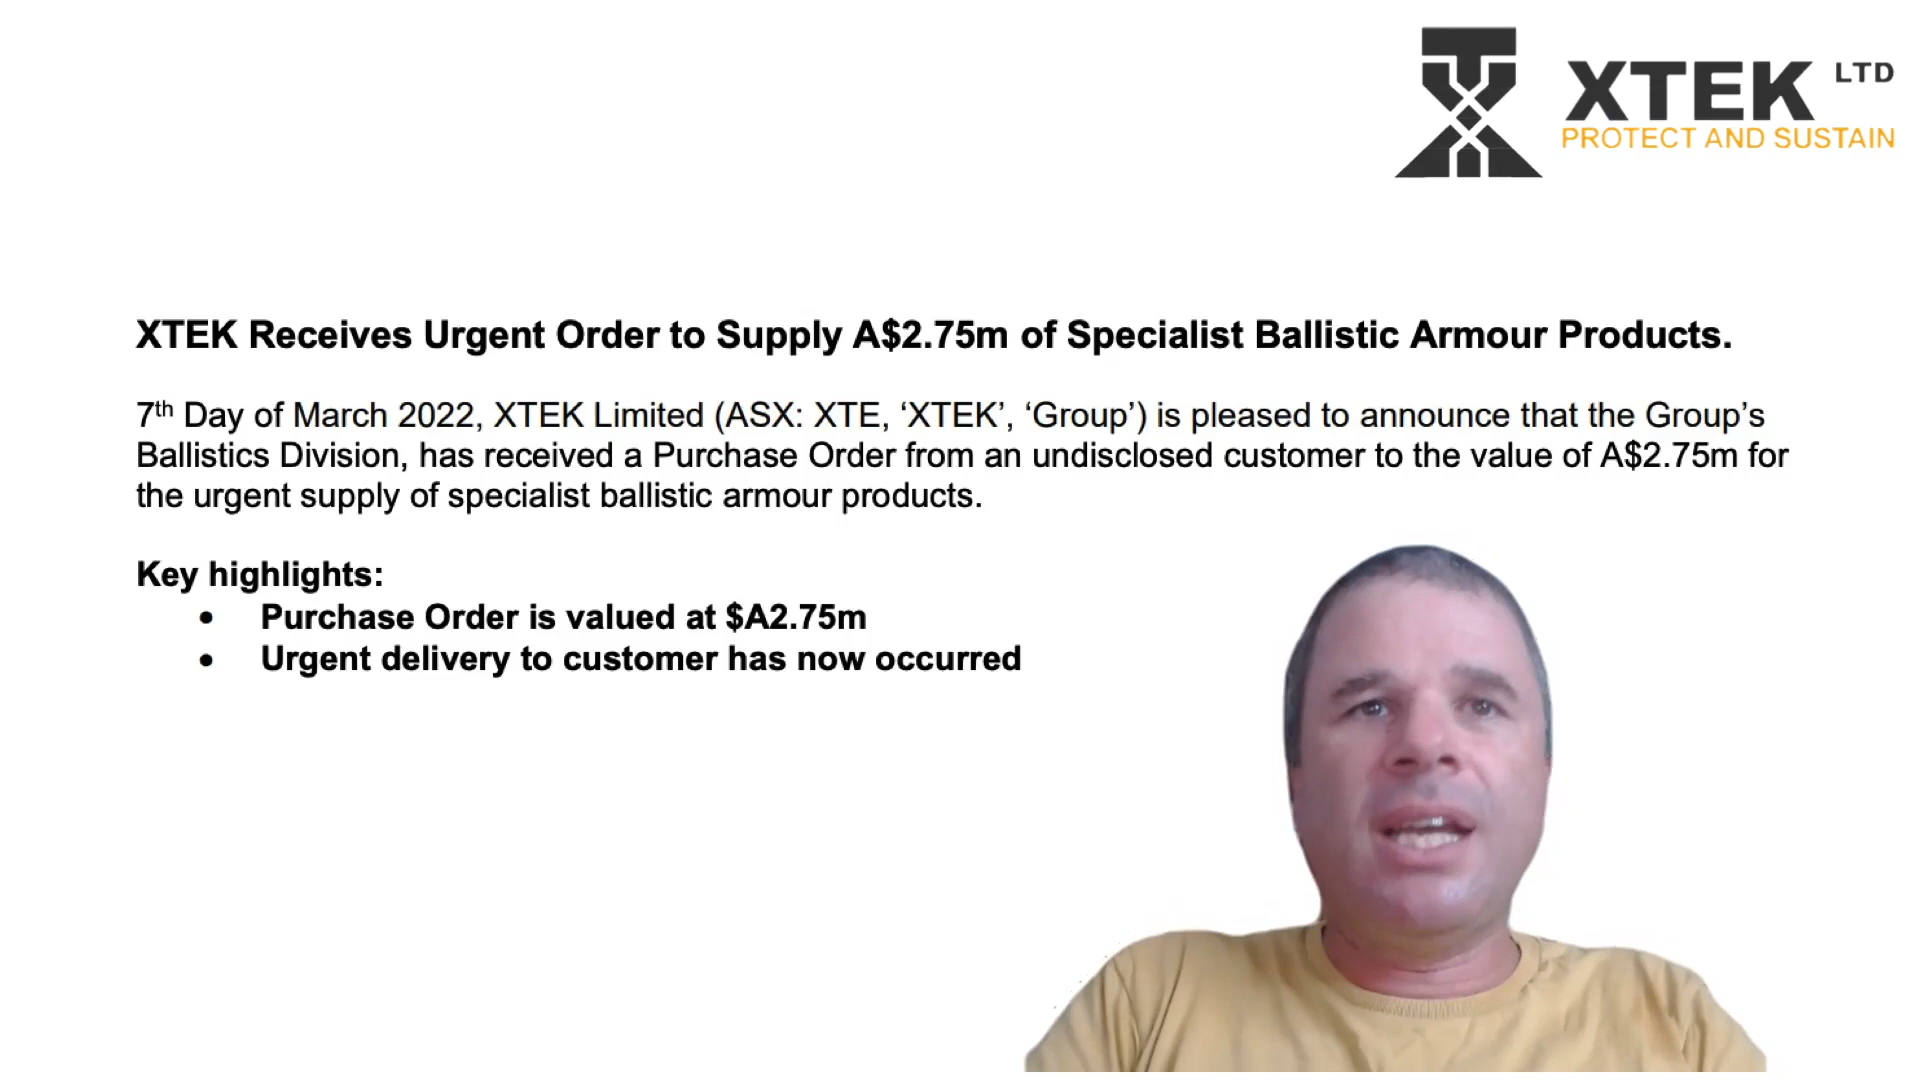 XTEK LTD
PROTECT AND SUSTAIN
XTEK Receives Urgent Order to Supply A$2.75m of Specialist Ballistic Armour Products.
7th Day of March 2022, XTEK Limited (ASX: XTE, ‘XTEK’, ‘Group’) is pleased to announce that the Group’s
Ballistics Division, has received a Purchase Order from an undisclosed customer to the value of A$2.75m for
the urgent supply of specialist ballistic armour products.
Key highlights:
• Purchase Order is valued at $A2.75m
• Urgent delivery to customer has now occurred